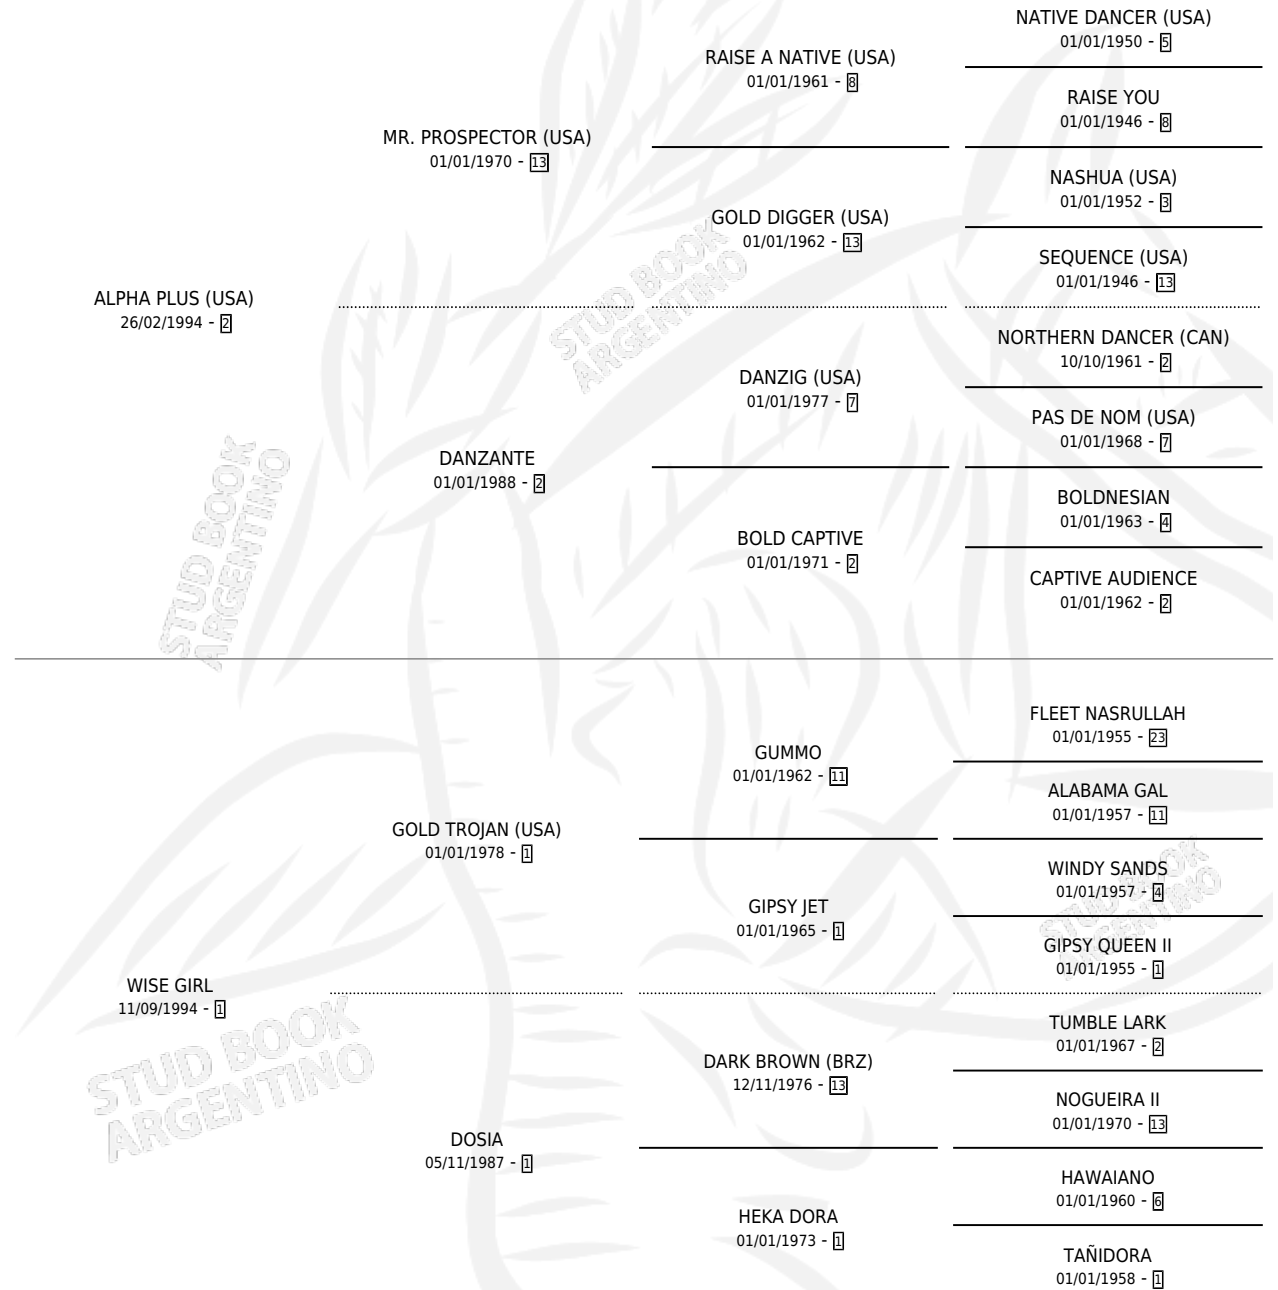 NATIVE DANCER (USA)
01/01/1950 - 5
RAISE A NATIVE (USA)
01/01/1961 - 8
RAISE YOU
01/01/1946 - 8
MR. PROSPECTOR (USA)
01/01/1970 - 13
NASHUA (USA)
01/01/1952 - 3
GOLD DIGGER (USA)
01/01/1962 - 13
SEQUENCE (USA)
01/01/1946 - 13
ALPHA PLUS (USA)
26/02/1994 - 2
STUD BOOK
ARGENTINO
NORTHERN DANCER (CAN)
10/10/1961 - 2
DANZIG (USA)
01/01/1977 - 7
PAS DE NOM (USA)
01/01/1968 - 7
DANZANTE
01/01/1988 - 2
BOLDNESIAN
01/01/1963 - 4
BOLD CAPTIVE
01/01/1971 - 2
CAPTIVE AUDIENCE
01/01/1962 - 2
STUD BOOK
ARGENTINO
FLEET NASRULLAH
01/01/1955 - 23
GUMMO
01/01/1962 - 11
ALABAMA GAL
01/01/1957 - 11
GOLD TROJAN (USA)
01/01/1978 - 1
WINDY SANDS
01/01/1957 - 4
GIPSY JET
01/01/1965 - 1
GIPSY QUEEN II
01/01/1955 - 1
STUD BOOK
ARGENTINO
WISE GIRL
11/09/1994 - 1
STUD BOOK
ARGENTINO
TUMBLE LARK
01/01/1967 - 2
DARK BROWN (BRZ)
12/11/1976 - 13
NOGUEIRA II
01/01/1970 - 13
DOSIA
05/11/1987 - 1
HAWAIANO
01/01/1960 - 6
HEKA DORA
01/01/1973 - 1
TAÑIDORA
01/01/1958 - 1